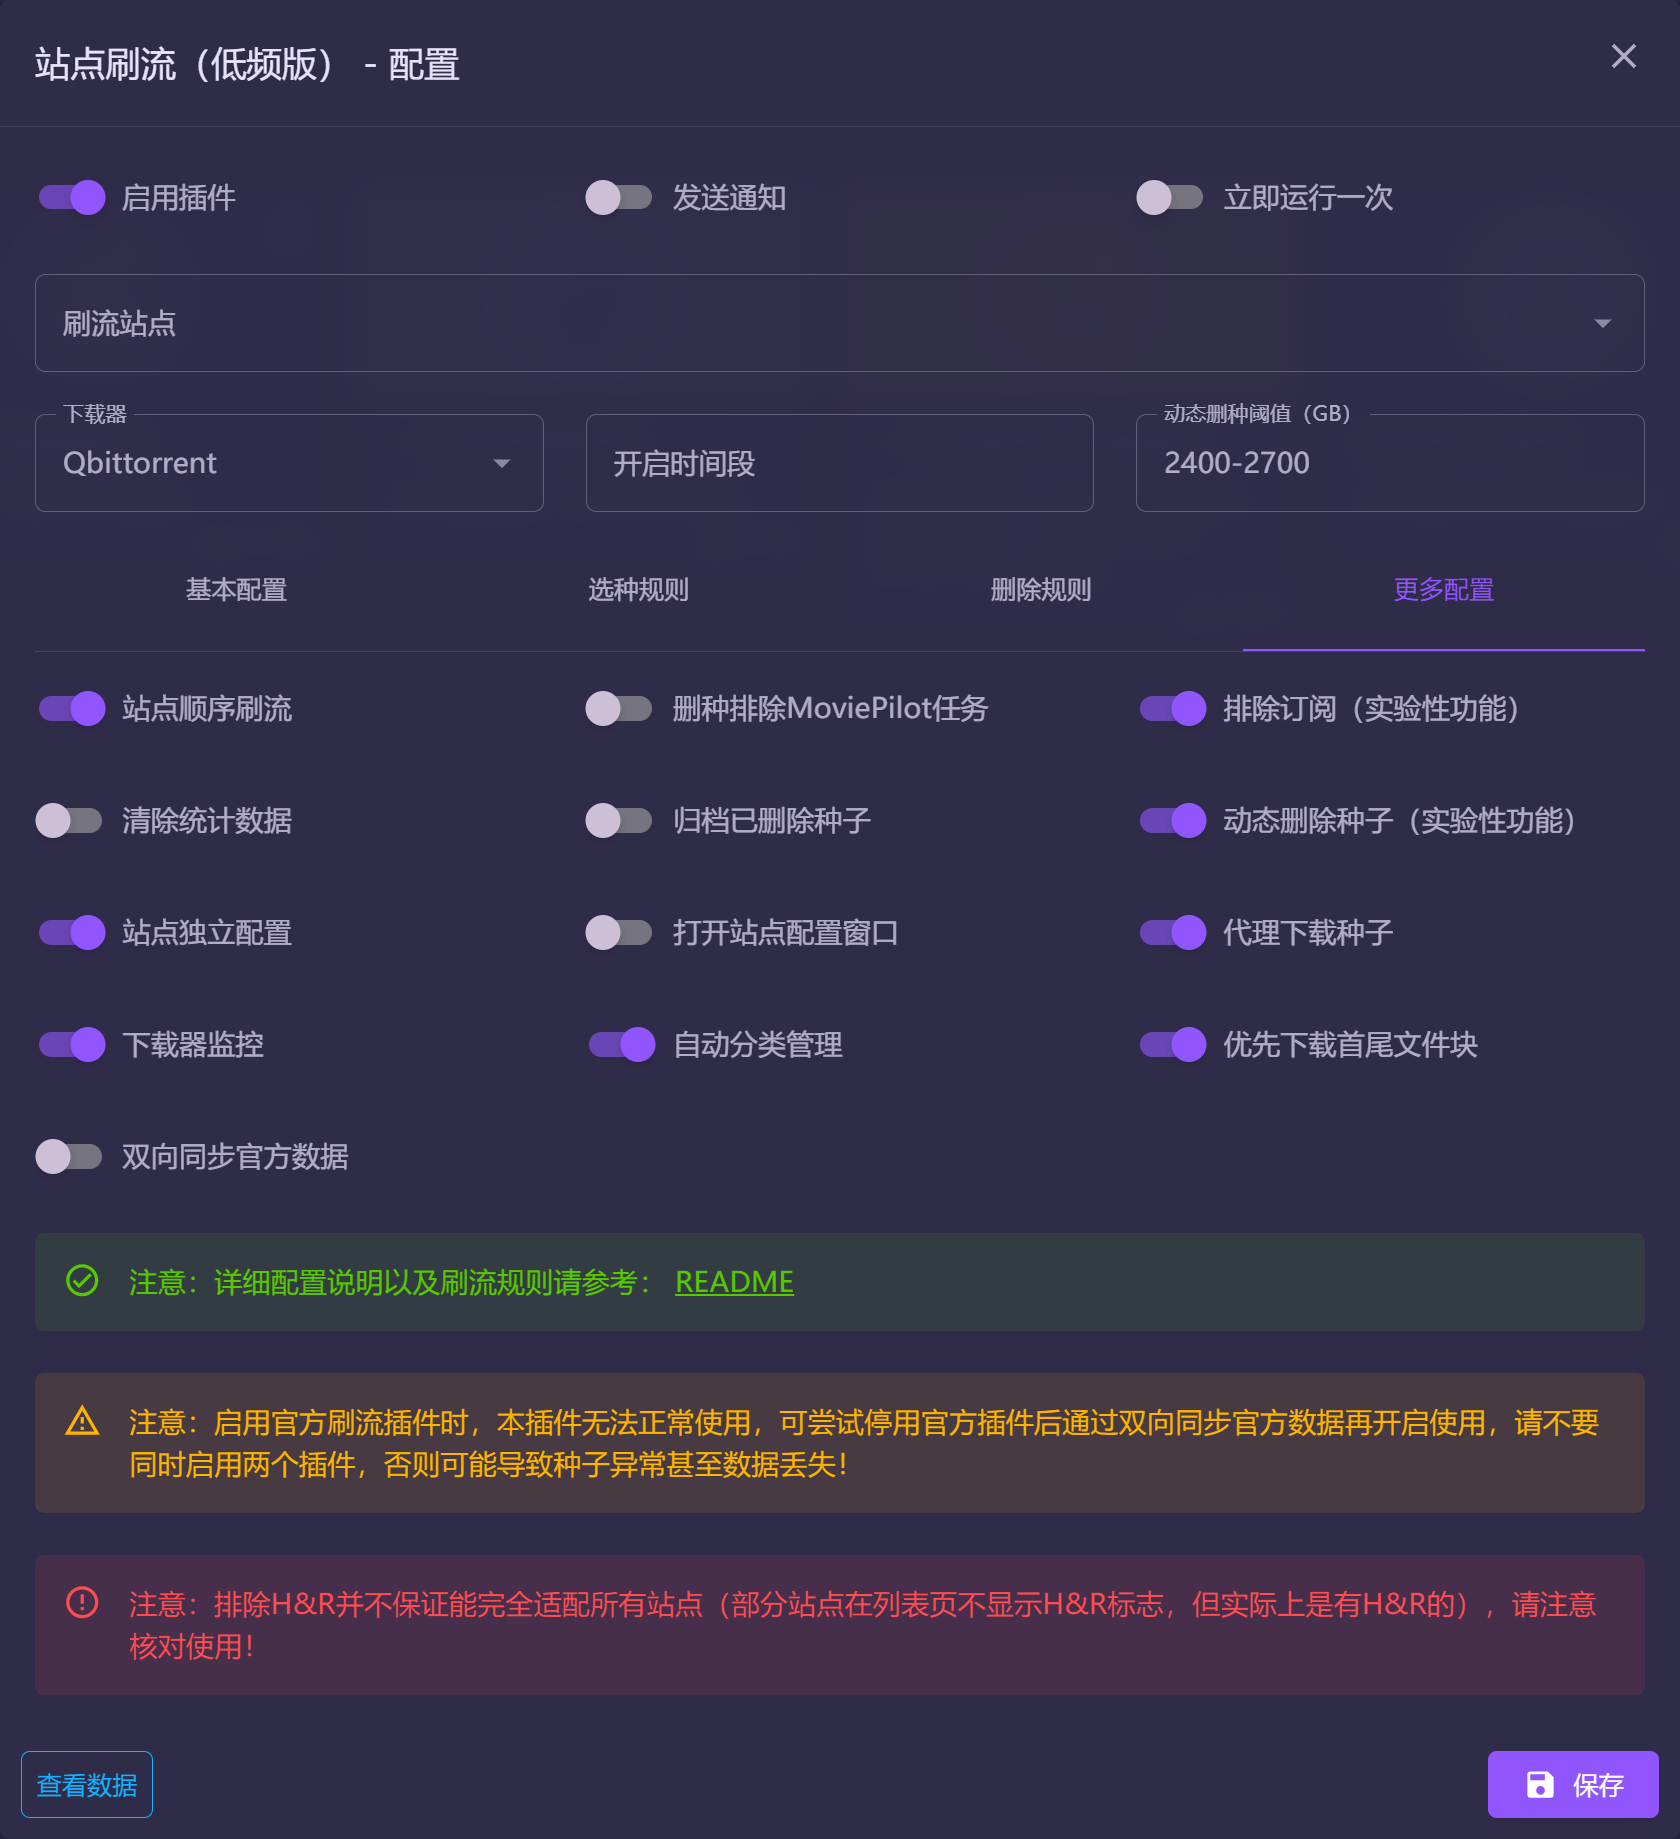 站点刷流（低频版） - 配置
启用插件
发送通知
立即运行一次
刷流站点
下载器
Qbittorrent
开启时间段
动态删种阈值（GB）
2400-2700
基本配置
选种规则
删除规则
更多配置
站点顺序刷流
删种排除MoviePilot任务
排除订阅（实验性功能）
清除统计数据
归档已删除种子
动态删除种子（实验性功能）
站点独立配置
打开站点配置窗口
代理下载种子
下载器监控
自动分类管理
优先下载首尾文件块
双向同步官方数据
注意：详细配置说明以及刷流规则请参考： README
注意：启用官方刷流插件时，本插件无法正常使用，可尝试停用官方插件后通过双向同步官方数据再开启使用，请不要
同时启用两个插件，否则可能导致种子异常甚至数据丢失！
注意：排除H&R并不保证能完全适配所有站点（部分站点在列表页不显示H&R标志，但实际上是有H&R的），请注意
核对使用！
查看数据
保存